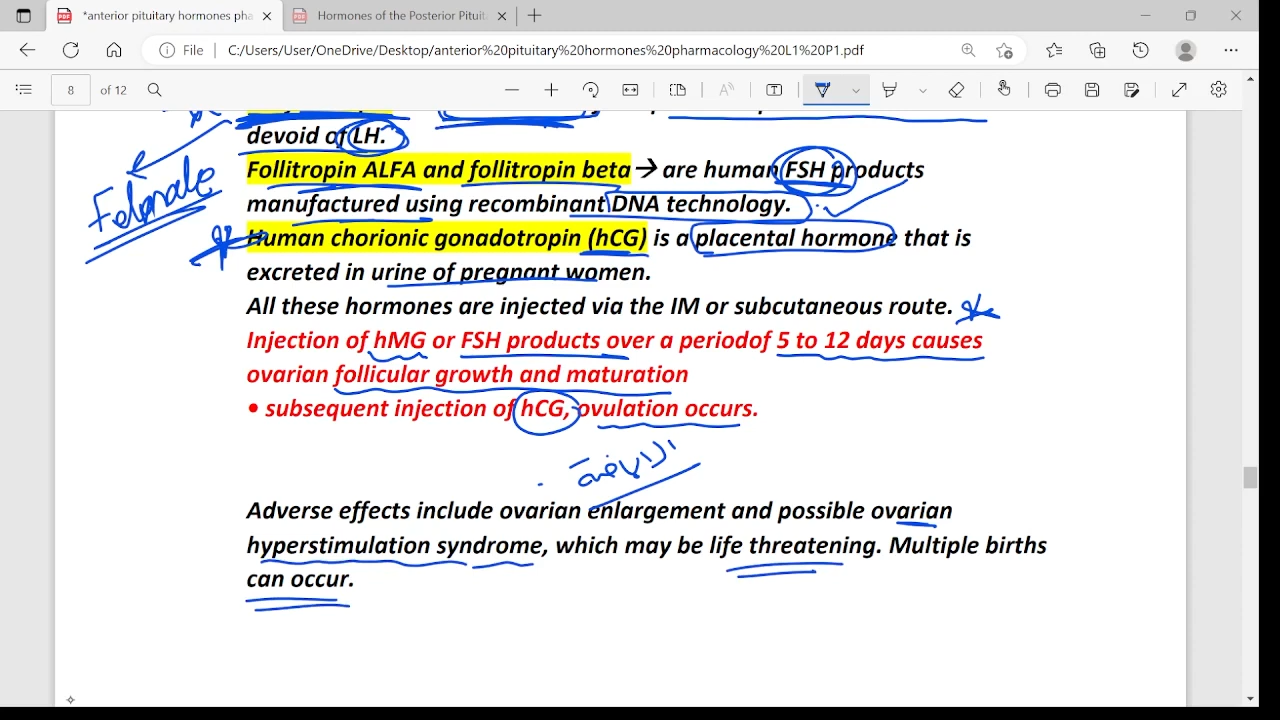 *anterior pituitary hormones pha
Hormones of the Posterior Pituit
File
C:/Users/User/OneDrive/Desktop/anterior%20pituitary%20hormones%20pharmacology%20L1%20P1.pdf
8 of 12
devoid of LH.
Follitropin ALFA and follitropin beta → are human FSH products
manufactured using recombinant DNA technology.
Human chorionic gonadotropin (hCG) is a placental hormone that is
excreted in urine of pregnant women.
All these hormones are injected via the IM or subcutaneous route.
Injection of hMG or FSH products over a periodof 5 to 12 days causes
ovarian follicular growth and maturation
• subsequent injection of hCG, ovulation occurs.
Adverse effects include ovarian enlargement and possible ovarian
hyperstimulation syndrome, which may be life threatening. Multiple births
can occur.